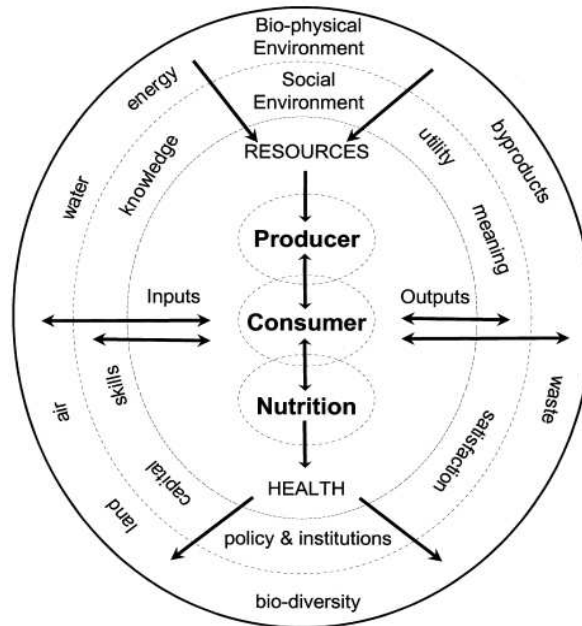 Bio-physical
Environment
Social
Environment
energy
knowledge
water
RESOURCES
utility
byproducts
meaning
Producer
Inputs
Consumer
Outputs
skills
air
Nutrition
waste
satisfaction
capital
land
HEALTH
policy & institutions
bio-diversity